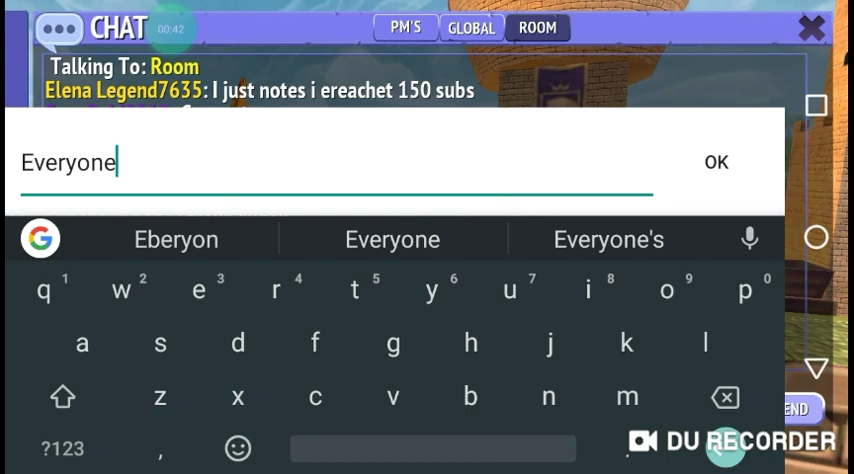 CHAT 00:42 PM'S GLOBAL ROOM
Talking To: Room
Elena Legend7635: I just notes i ereachet 150 subs
Everyone OK
Eberyon Everyone Everyone's
q 1 w 2 e 3 r 4 t 5 y 6 u 7 i 8 o 9 p 0
a s d f g h j k l
z x c v b n m
END
?123 , .
DU RECORDER